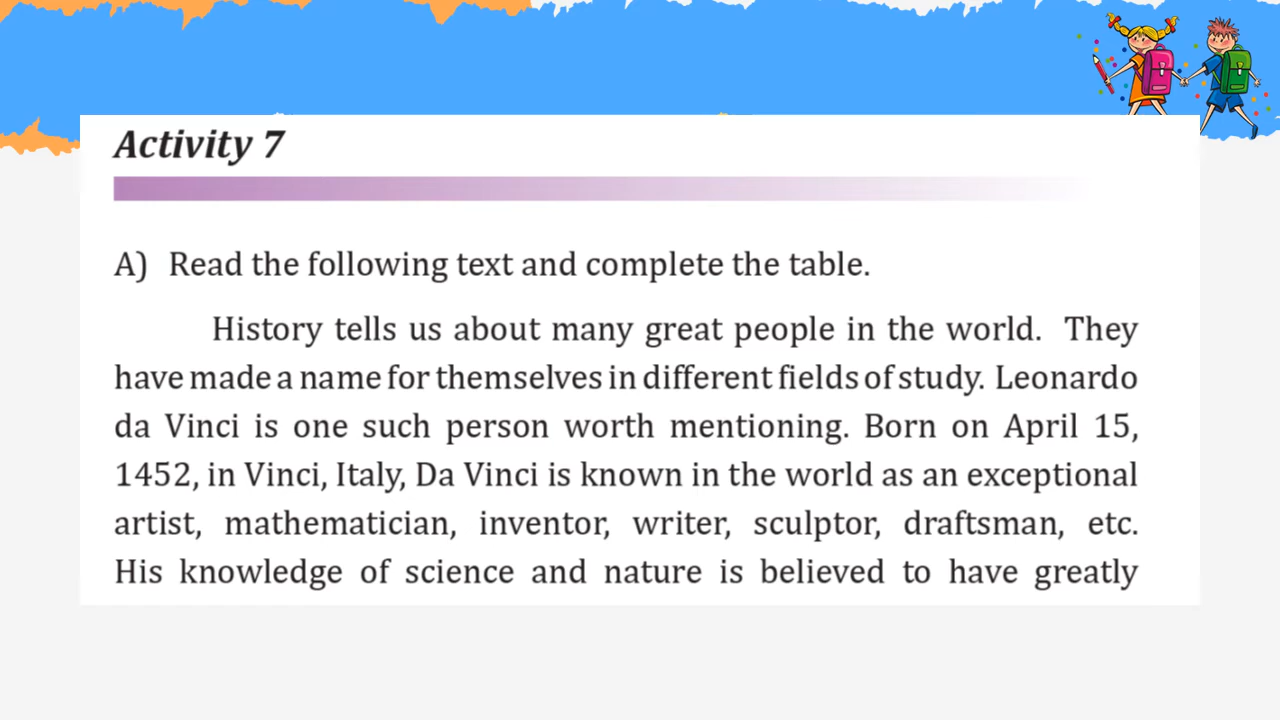 Activity 7
A) Read the following text and complete the table.
History tells us about many great people in the world. They
have made a name for themselves in different fields of study. Leonardo
da Vinci is one such person worth mentioning. Born on April 15,
1452, in Vinci, Italy, Da Vinci is known in the world as an exceptional
artist, mathematician, inventor, writer, sculptor, draftsman, etc.
His knowledge of science and nature is believed to have greatly